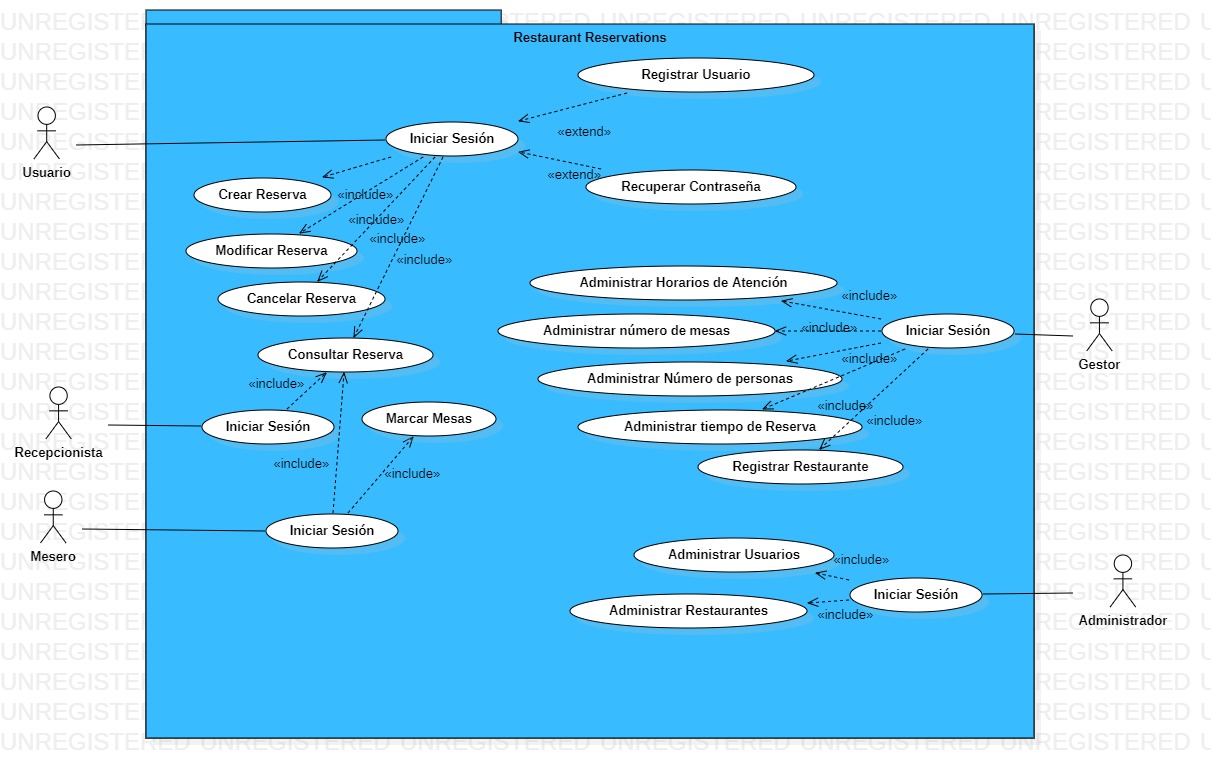 Restaurant Reservations
Registrar Usuario
«extend»
Iniciar Sesión
Usuario
«extend»
Recuperar Contraseña
Crear Reserva
«include»
«include»
Modificar Reserva
«include»
«include»
Cancelar Reserva
Consultar Reserva
«include»
Administrar Horarios de Atención
«include»
Administrar número de mesas
«include»
Iniciar Sesión
Gestor
«include»
Administrar Número de personas
«include»
Administrar tiempo de Reserva
«include»
Registrar Restaurante
Marcar Mesas
Iniciar Sesión
Recepcionista
«include»
«include»
Iniciar Sesión
Mesero
Administrar Usuarios
«include»
Iniciar Sesión
Administrar Restaurantes
«include»
Administrador
UNREGISTERED UNREGISTERED UNREGISTERED UNREGISTERED UNREGISTERED UNREGISTERED